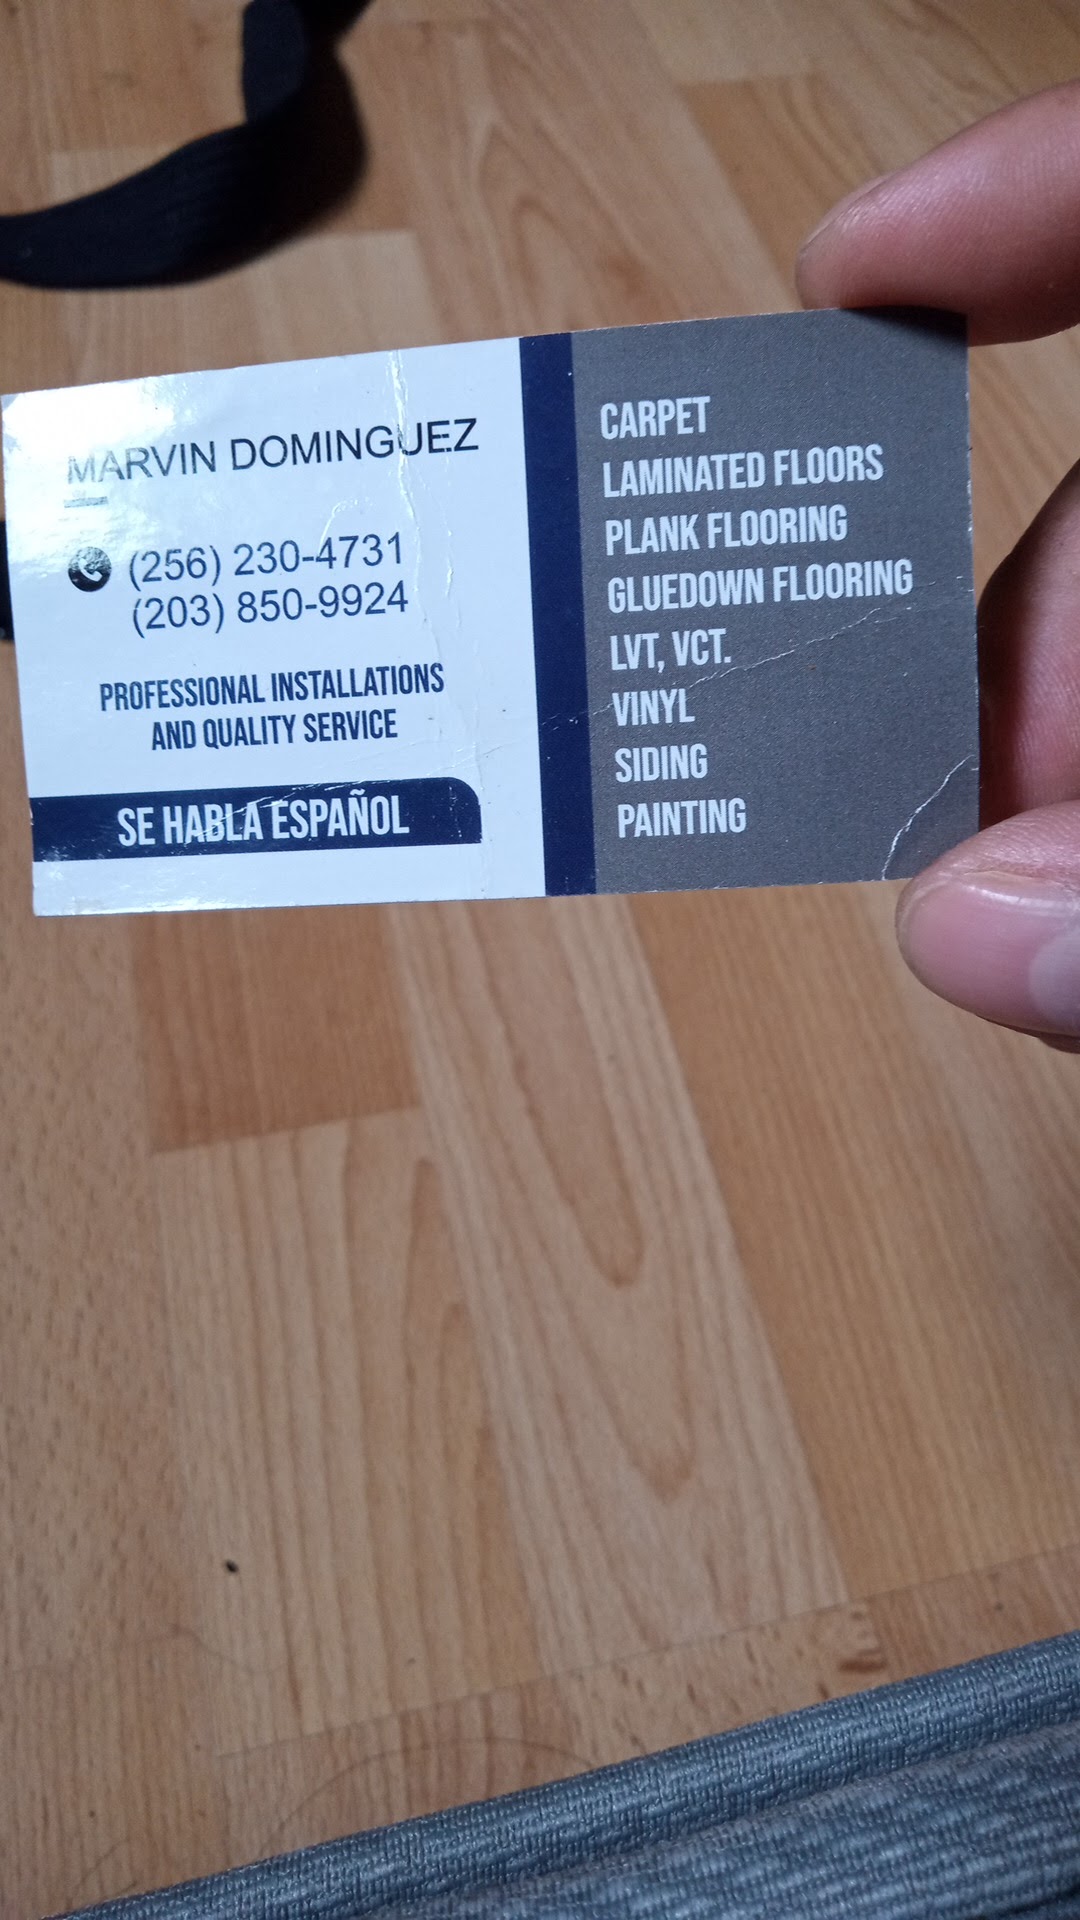 MARVIN DOMINGUEZ
(256) 230-4731
(203) 850-9924
PROFESSIONAL INSTALLATIONS
AND QUALITY SERVICE
SE HABLA ESPAÑOL
CARPET
LAMINATED FLOORS
PLANK FLOORING
GLUEDOWN FLOORING
LVT, VCT.
VINYL
SIDING
PAINTING